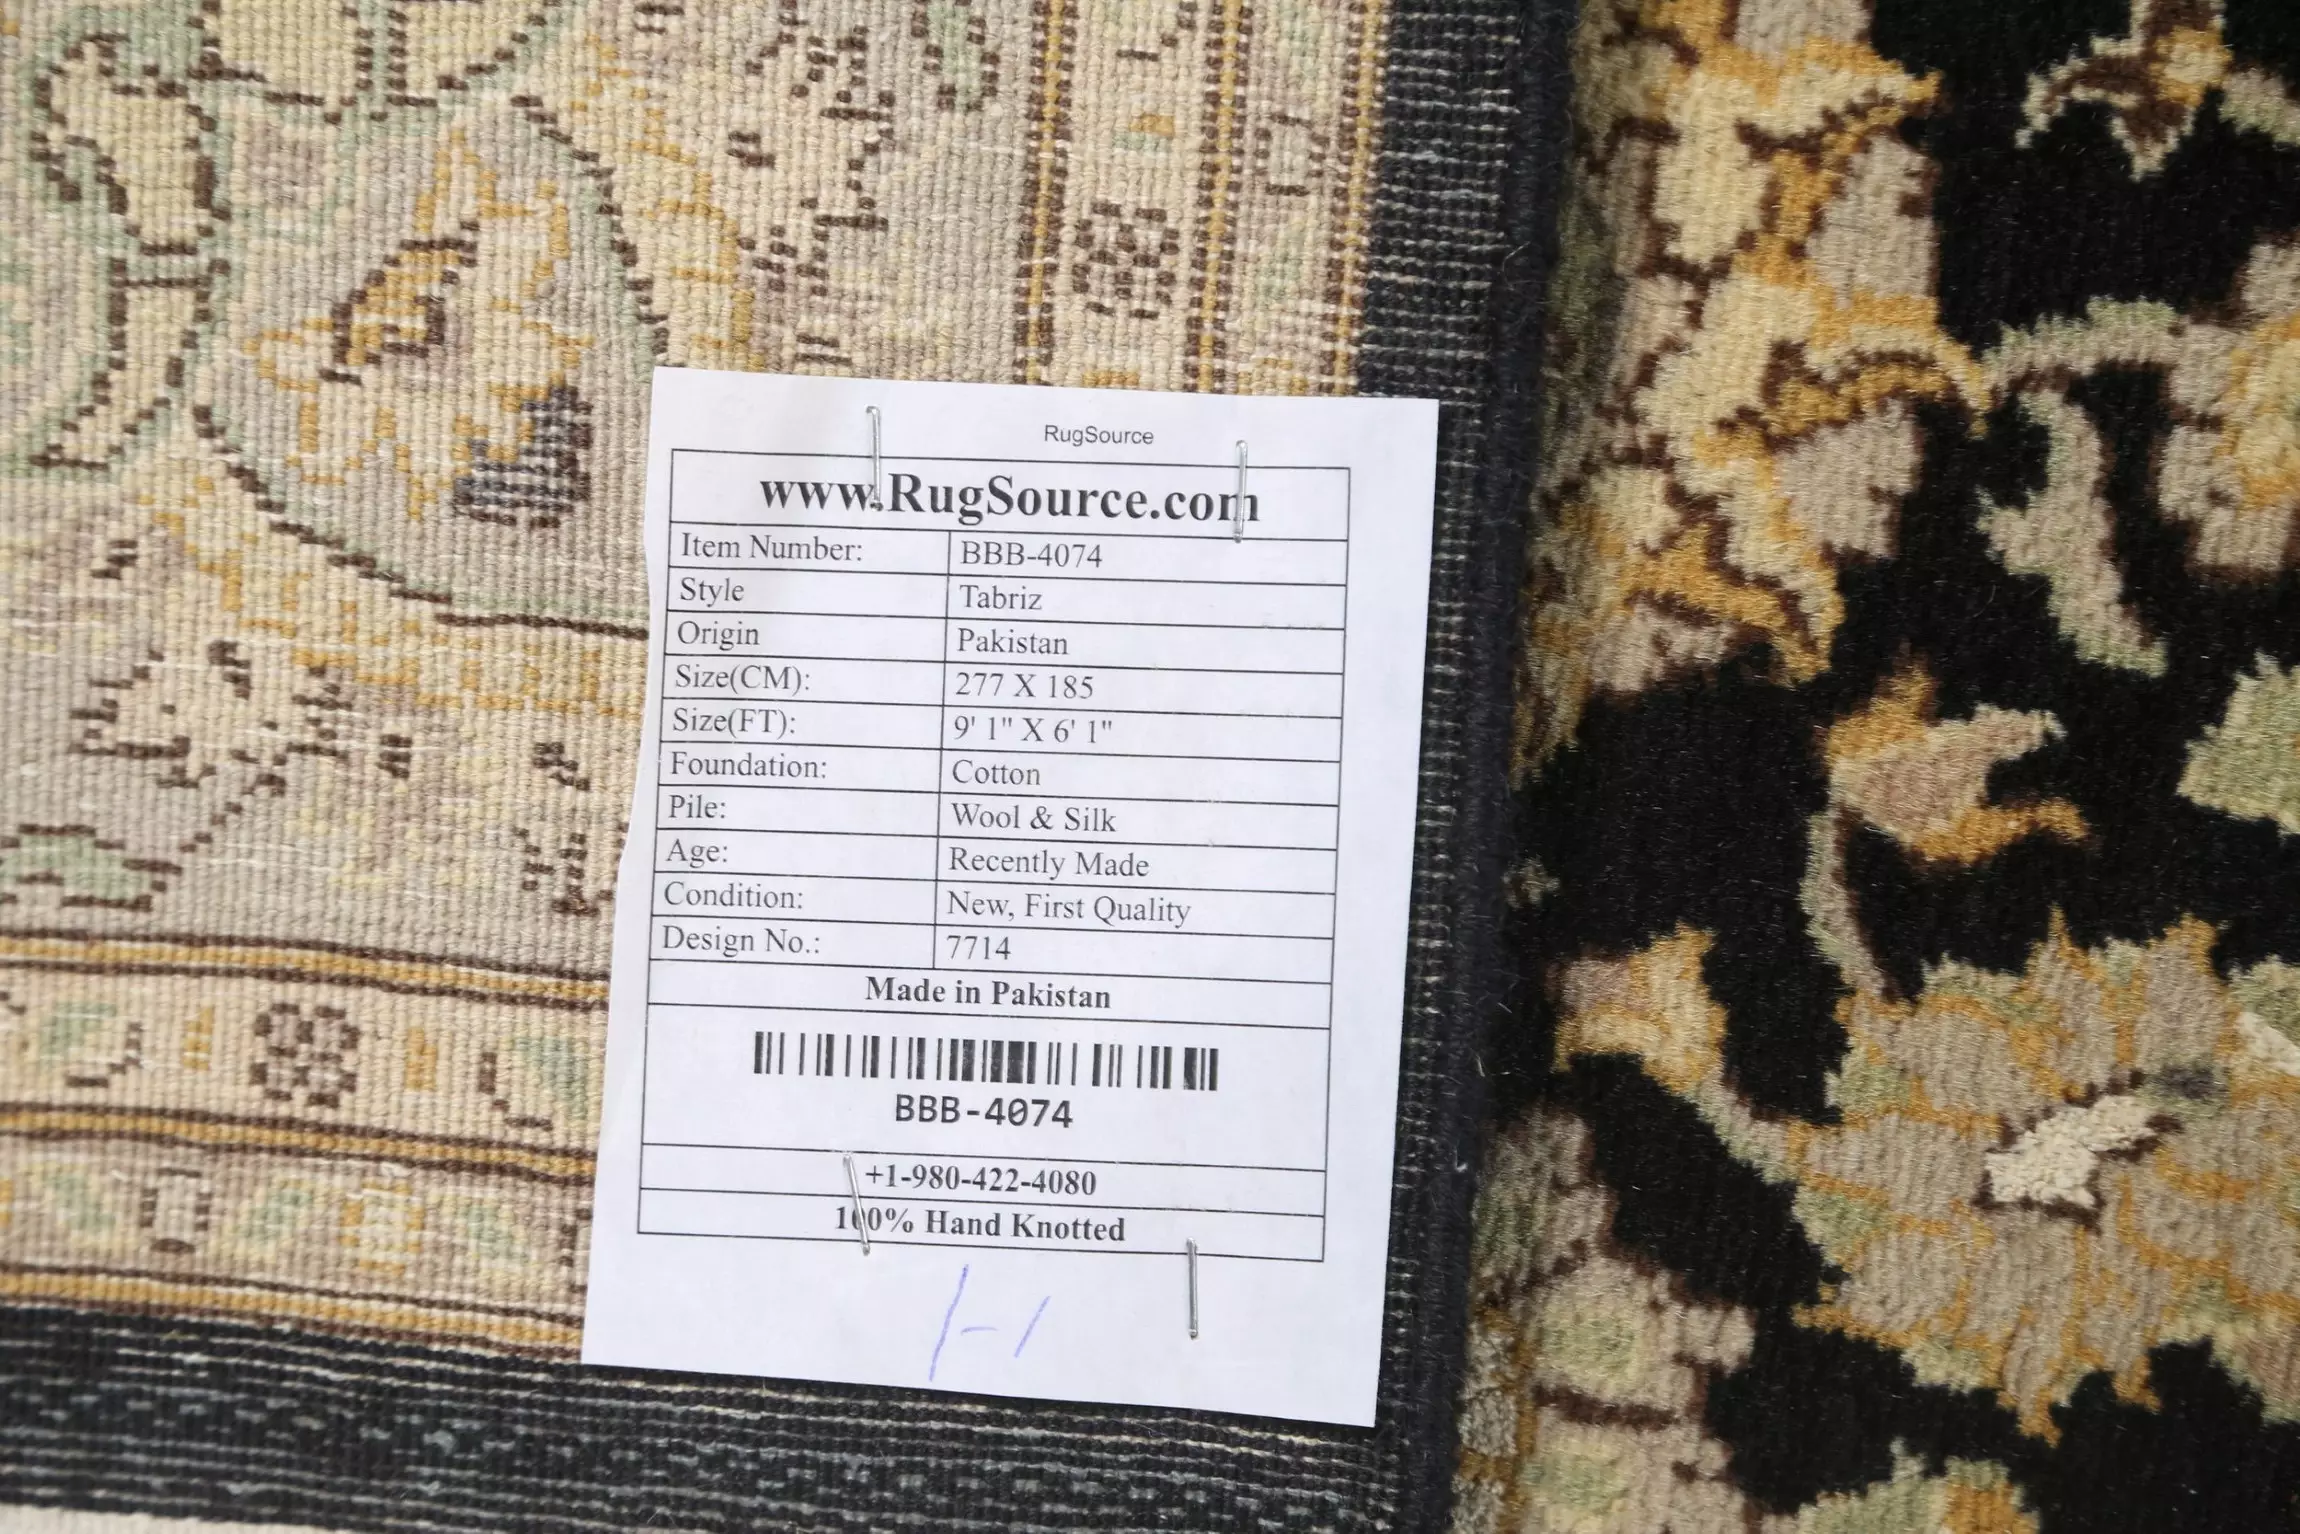 RugSource
www.RugSource.com
Item Number: BBB-4074
Style Tabriz
Origin Pakistan
Size(CM): 277 X 185
Size(FT): 9' 1" X 6' 1"
Foundation: Cotton
Pile: Wool & Silk
Age: Recently Made
Condition: New, First Quality
Design No.: 7714
Made in Pakistan
BBB-4074
+1-980-422-4080
100% Hand Knotted
1-1